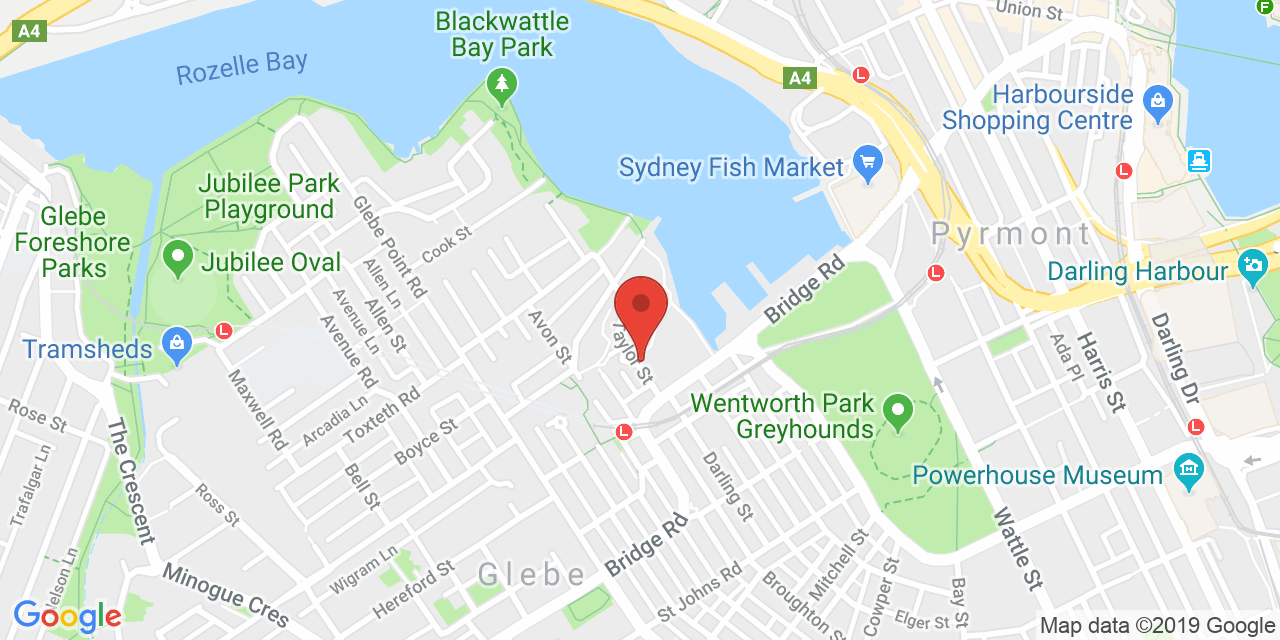 A4
Blackwattle
Bay Park
Union St
F
Rozelle Bay
A4
L
Harbourside
Shopping Centre
Sydney Fish Market
L
Jubilee Park
Playground
Glebe
Foreshore
Parks
Glebe Point Rd
Cook St
Pyrmont
Jubilee Oval
Allen Ln
Bridge Rd
L
Darling Harbour
Avenue Ln
Allen St
L
Tramsheds
Avenue Rd
Avon St
Taylor St
Ada Pl
Harris St
Darling Dr
Maxwell Rd
Arcadia Ln
Toxteth Rd
Wentworth Park
Greyhounds
Rose St
The Crescent
Boyce St
L
L
Trafalgar Ln
Bell St
Darling St
Powerhouse Museum
Ross St
Bridge Rd
Wattle St
Wigram Ln
Mitchell St
Minogue Cres
Hereford St
Glebe
St Johns Rd
Broughton St
Cowper St
Bay St
Elger St
Nelson Ln
Google
Map data ©2019 Google